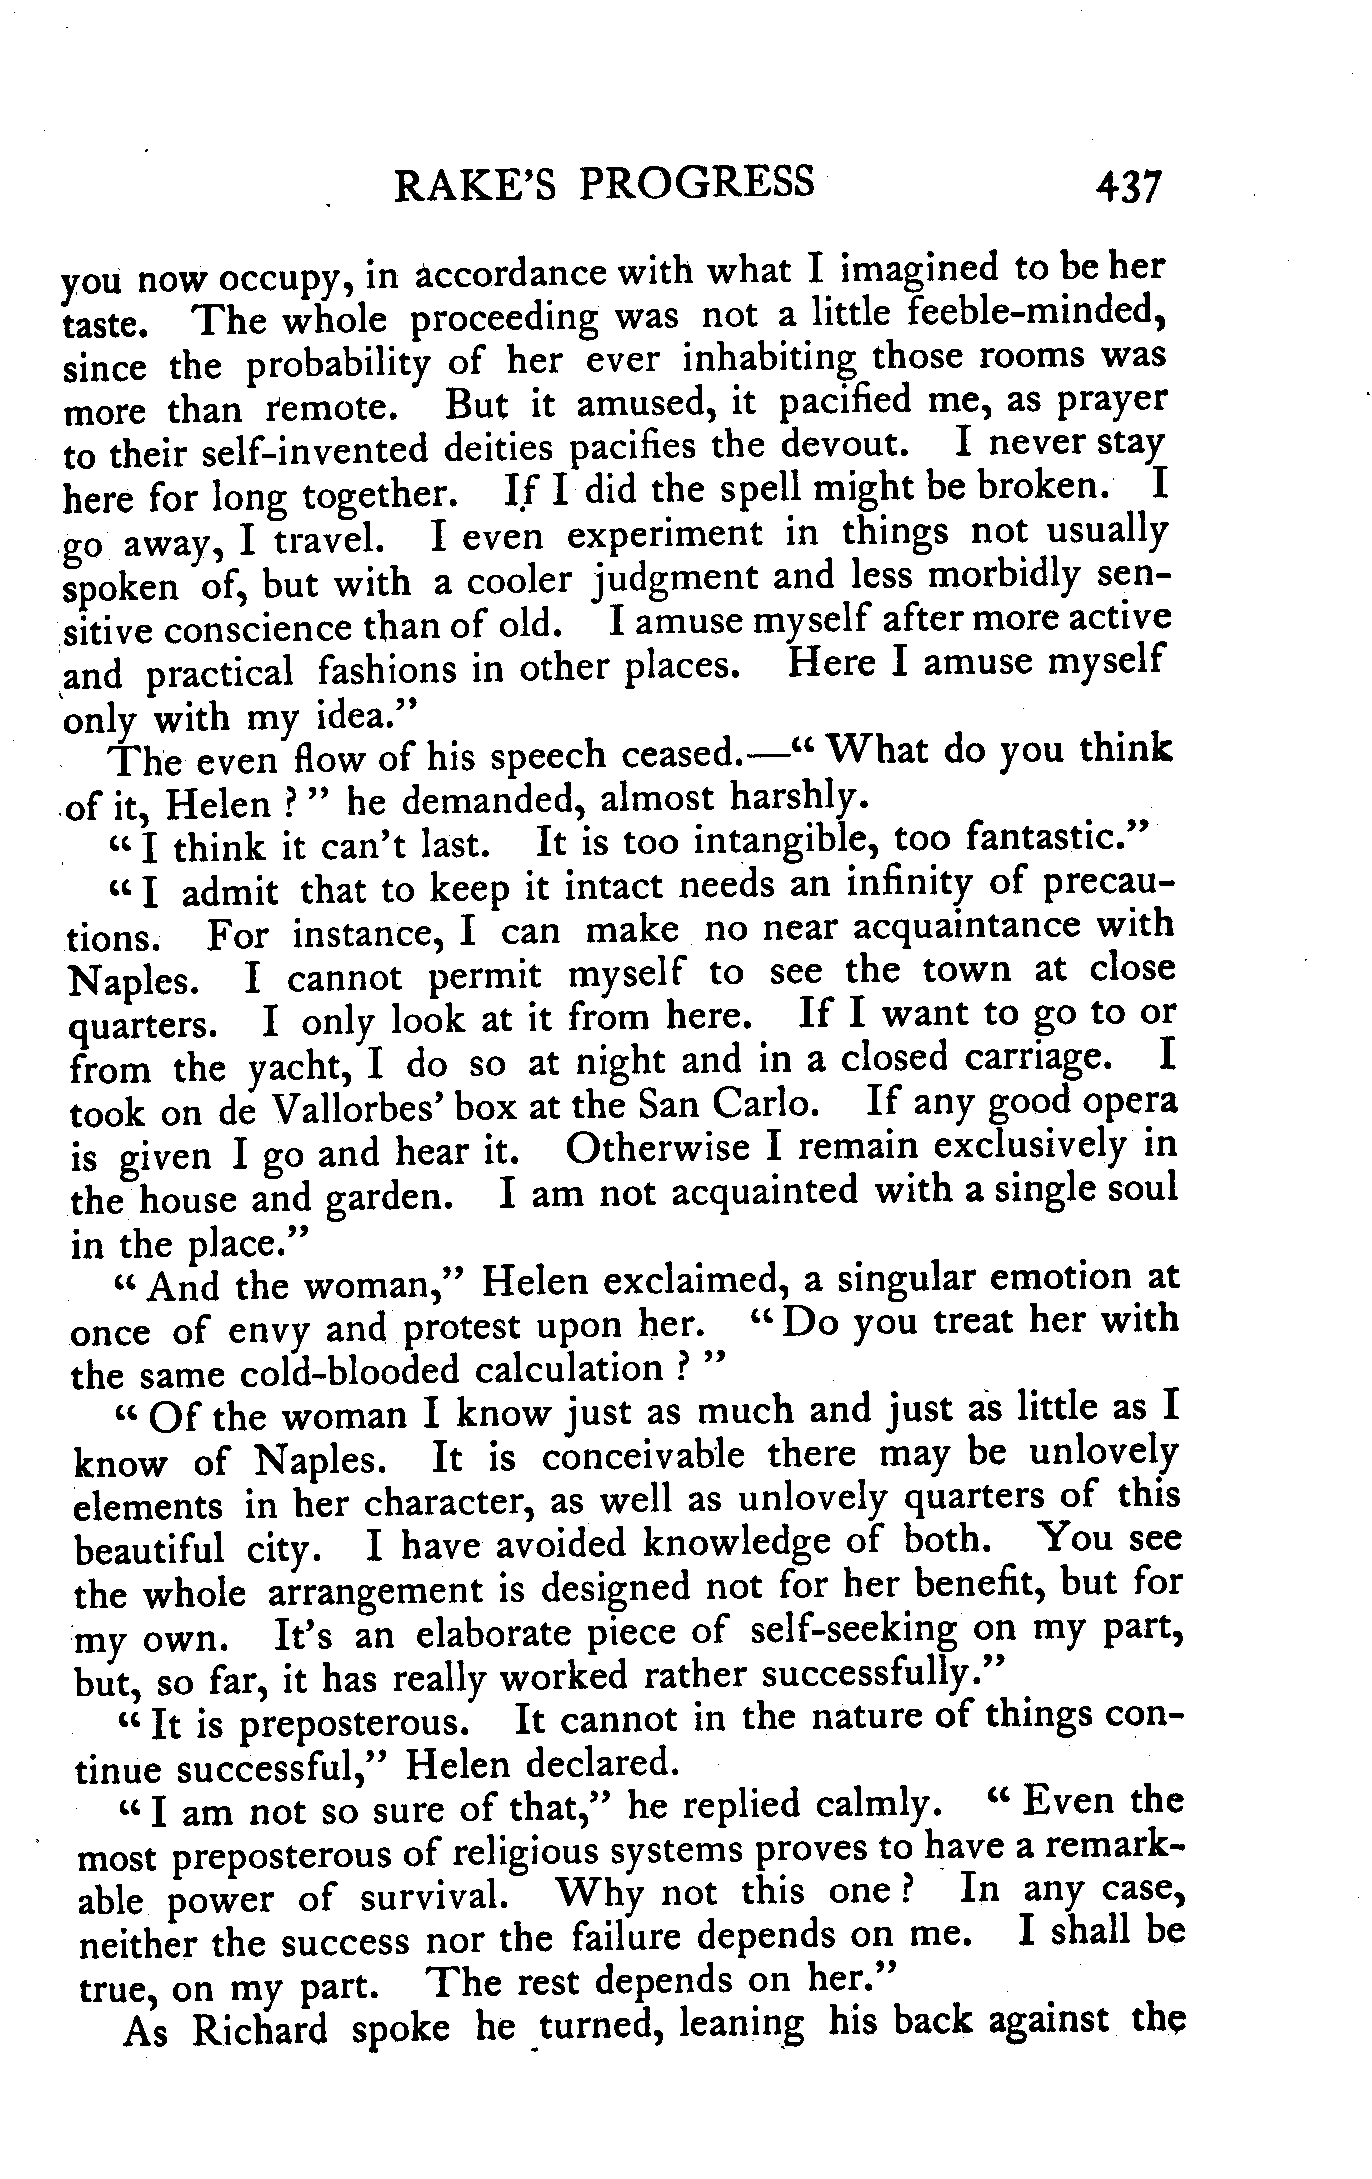 RAKE'S PROGRESS 437
you now occupy, in accordance with what I imagined to be her
taste. The whole proceeding was not a little feeble-minded,
since the probability of her ever inhabiting those rooms was
more than remote. But it amused, it pacified me, as prayer
to their self-invented deities pacifies the devout. I never stay
here for long together. If I did the spell might be broken. I
go away, I travel. I even experiment in things not usually
spoken of, but with a cooler judgment and less morbidly sen-
sitive conscience than of old. I amuse myself after more active
and practical fashions in other places. Here I amuse myself
only with my idea."
The even flow of his speech ceased.—"What do you think
of it, Helen?" he demanded, almost harshly.
"I think it can't last. It is too intangible, too fantastic."
"I admit that to keep it intact needs an infinity of precau-
tions. For instance, I can make no near acquaintance with
Naples. I cannot permit myself to see the town at close
quarters. I only look at it from here. If I want to go to or
from the yacht, I do so at night and in a closed carriage. I
took on de Vallorbes' box at the San Carlo. If any good opera
is given I go and hear it. Otherwise I remain exclusively in
the house and garden. I am not acquainted with a single soul
in the place."
"And the woman," Helen exclaimed, a singular emotion at
once of envy and protest upon her. "Do you treat her with
the same cold-blooded calculation?"
"Of the woman I know just as much and just as little as I
know of Naples. It is conceivable there may be unlovely
elements in her character, as well as unlovely quarters of this
beautiful city. I have avoided knowledge of both. You see
the whole arrangement is designed not for her benefit, but for
my own. It's an elaborate piece of self-seeking on my part,
but, so far, it has really worked rather successfully."
"It is preposterous. It cannot in the nature of things con-
tinue successful," Helen declared.
"I am not so sure of that," he replied calmly. "Even the
most preposterous of religious systems proves to have a remark-
able power of survival. Why not this one? In any case,
neither the success nor the failure depends on me. I shall be
true, on my part. The rest depends on her."
As Richard spoke he turned, leaning his back against the